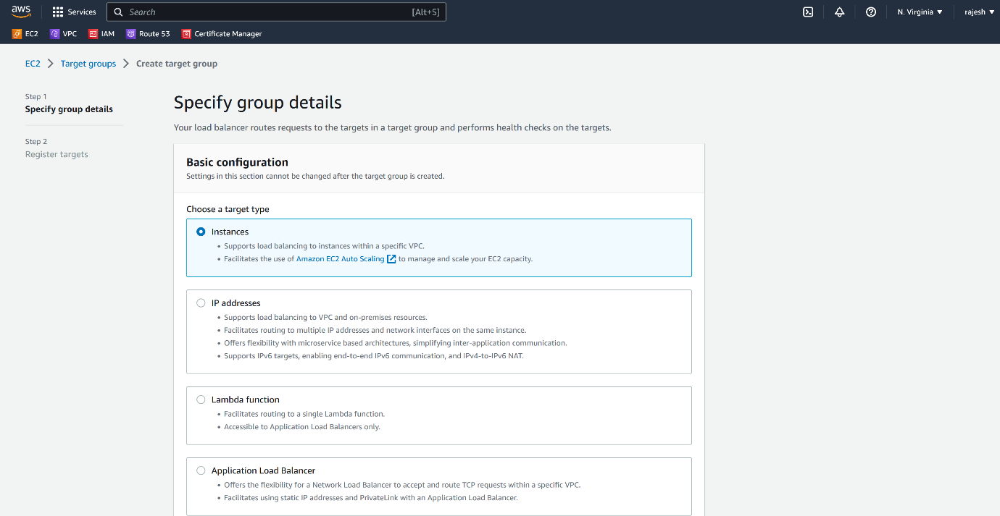 aws Services Search [Alt+S] N. Virginia rajesh
EC2 VPC IAM Route 53 Certificate Manager
EC2 Target groups Create target group
Step 1
Specify group details
Step 2
Register targets
Specify group details
Your load balancer routes requests to the targets in a target group and performs health checks on the targets.
Basic configuration
Settings in this section cannot be changed after the target group is created.
Choose a target type
Instances
• Supports load balancing to instances within a specific VPC.
• Facilitates the use of Amazon EC2 Auto Scaling to manage and scale your EC2 capacity.
IP addresses
• Supports load balancing to VPC and on-premises resources.
• Facilitates routing to multiple IP addresses and network interfaces on the same instance.
• Offers flexibility with microservice based architectures, simplifying inter-application communication.
• Supports IPv6 targets, enabling end-to-end IPv6 communication, and IPv4-to-IPv6 NAT.
Lambda function
• Facilitates routing to a single Lambda function.
• Accessible to Application Load Balancers only.
Application Load Balancer
• Offers the flexibility for a Network Load Balancer to accept and route TCP requests within a specific VPC.
• Facilitates using static IP addresses and PrivateLink with an Application Load Balancer.